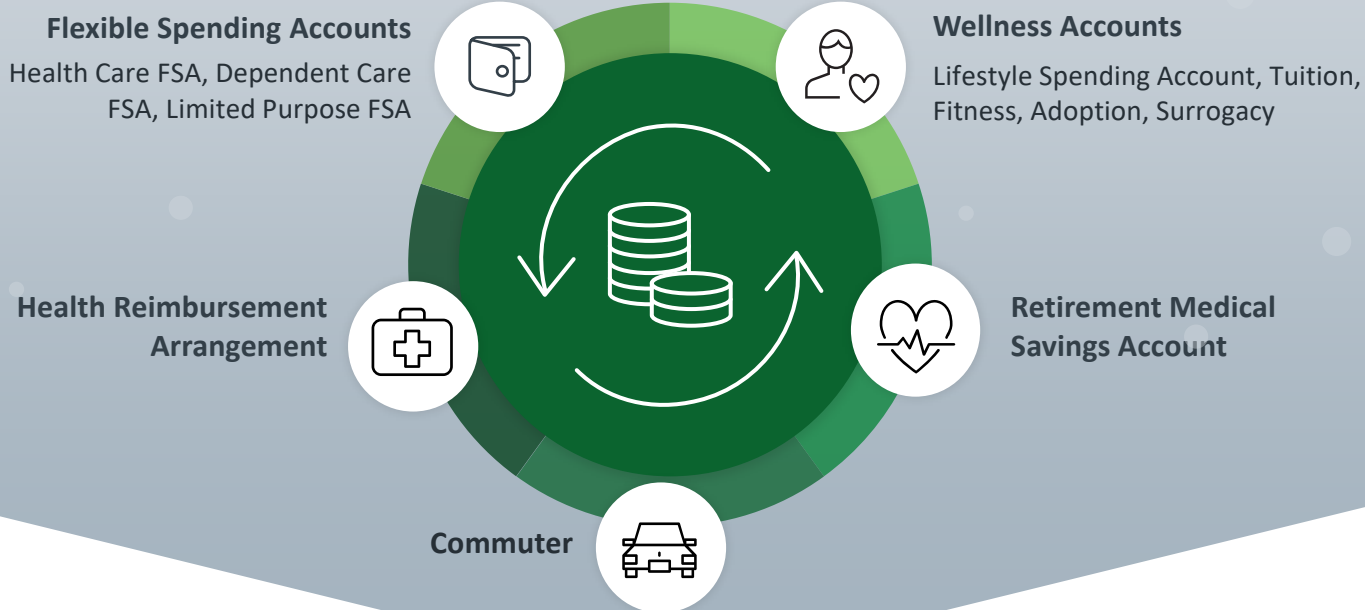 Flexible Spending Accounts
Health Care FSA, Dependent Care
FSA, Limited Purpose FSA
Wellness Accounts
Lifestyle Spending Account, Tuition,
Fitness, Adoption, Surrogacy
Health Reimbursement
Arrangement
Retirement Medical
Savings Account
Commuter